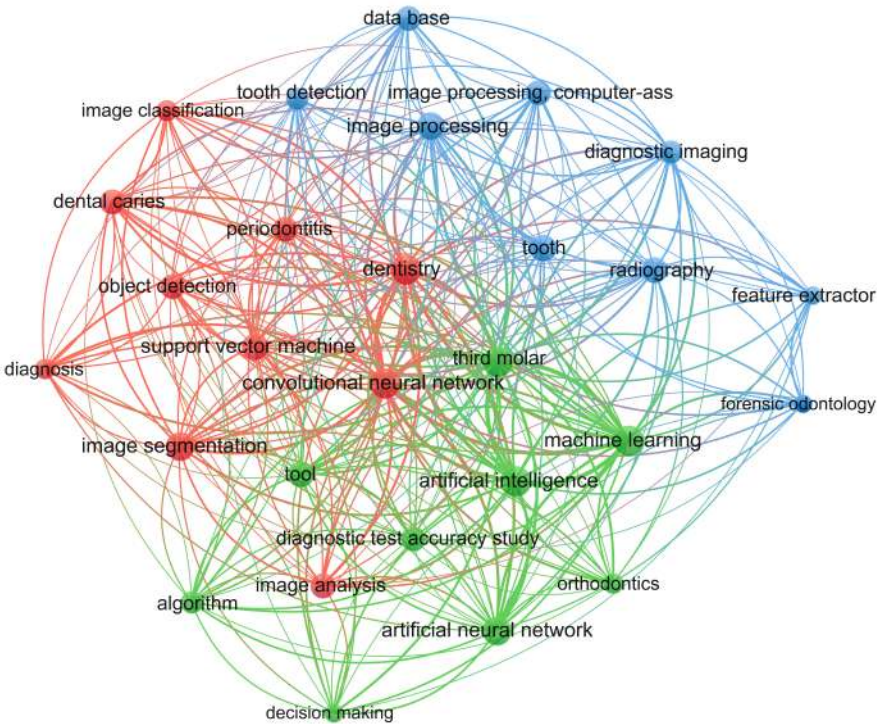 data base
tooth detection
image processing, computer-ass
image classification
image processing
diagnostic imaging
dental caries
periodontitis
tooth
dentistry
radiography
object detection
feature extractor
support vector machine
third molar
diagnosis
convolutional neural network
forensic odontology
image segmentation
machine learning
tool
artificial intelligence
diagnostic test accuracy study
image analysis
orthodontics
algorithm
artificial neural network
decision making